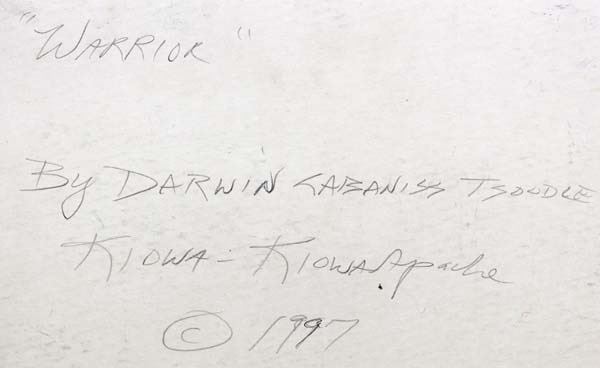 "WARRIOR"
By DARWIN CABANISS TSOODLE
KIOWA - KIOWA Apache
© 1997